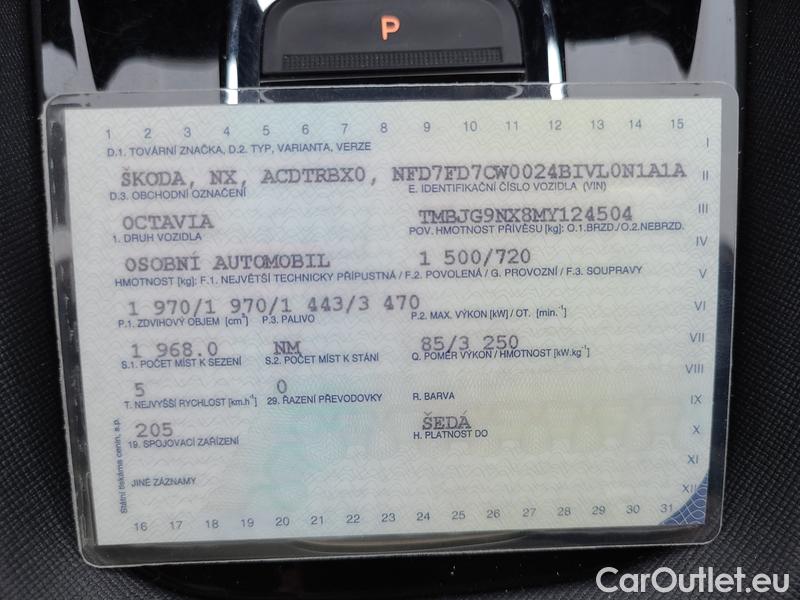 P
1 2 3 4 5 6 7 8 9 10 11 12 13 14 15
D.1. TOVÁRNÍ ZNAČKA, D.2. TYP, VARIANTA, VERZE
I
ŠKODA, NX, ACDTRBX0, NFD7FD7CW0024BIVL0N1A1A
II
D.3. OBCHODNÍ OZNAČENÍ E. IDENTIFIKAČNÍ ČÍSLO VOZIDLA (VIN)
OCTAVIA TMBJG9NX8MY124504
III
1. DRUH VOZIDLA POV. HMOTNOST PŘÍVĚSU [kg]: O.1.BRZD./O.2.NEBRZD.
OSOBNÍ AUTOMOBIL 1 500/720
IV
HMOTNOST [kg]: F.1. NEJVĚTŠÍ TECHNICKY PŘÍPUSTNÁ / F.2. POVOLENÁ / G. PROVOZNÍ / F.3. SOUPRAVY
V
1 970/1 970/1 443/3 470
VI
P.1. ZDVIHOVÝ OBJEM [cm³] P.3. PALIVO P.2. MAX. VÝKON [kW] / OT. [min.⁻¹]
1 968.0 NM 85/3 250
VII
S.1. POČET MÍST K SEZENÍ S.2. POČET MÍST K STÁNÍ Q. POMĚR VÝKON / HMOTNOST [kW.kg⁻¹]
VIII
5 0
T. NEJVYŠŠÍ RYCHLOST [km.h⁻¹] 29. ŘAZENÍ PŘEVODOVKY R. BARVA
IX
205 ŠEDÁ
X
19. SPOJOVACÍ ZAŘÍZENÍ H. PLATNOST DO
XI
JINÉ ZÁZNAMY
XII
16 17 18 19 20 21 22 23 24 25 26 27 28 29 30 31
Státní tiskárna cenin, s.p.
CarOutlet.eu